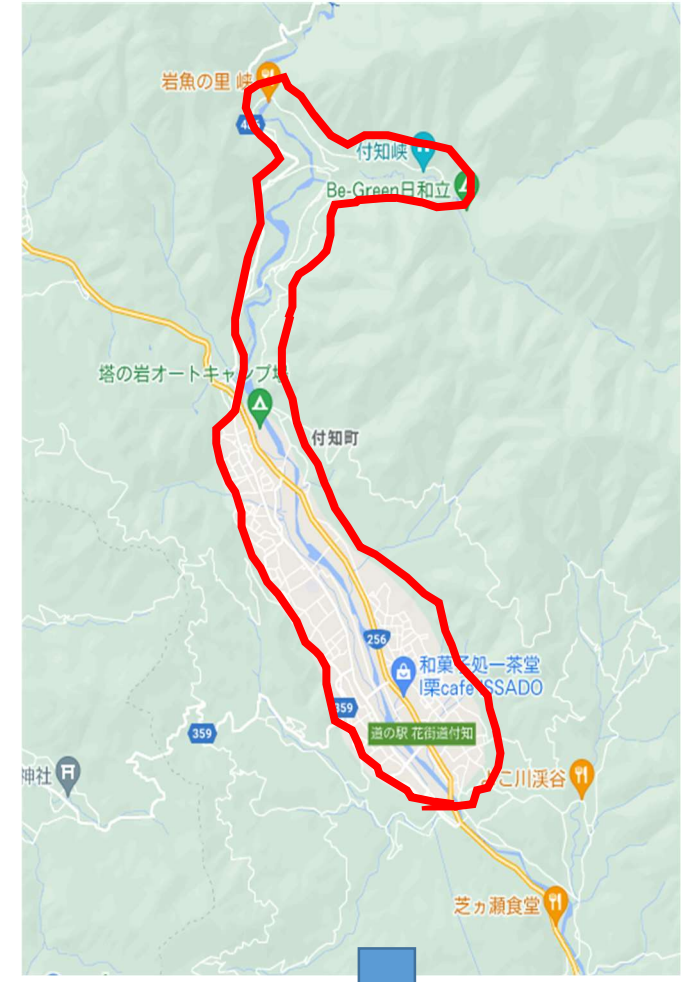 岩魚の里 峡
付知峡
Be-Green日和立
塔の岩オートキャンプ場
付知町
256
和菓子処一茶堂
I栗cafe ISSADO
359
道の駅 花街道付知
359
神社
こ川渓谷
芝ヵ瀬食堂